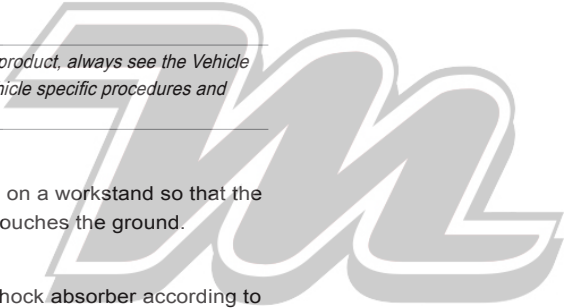 product, always see the Vehicle
hicle specific procedures and
on a workstand so that the
ouches the ground.
hock absorber according to